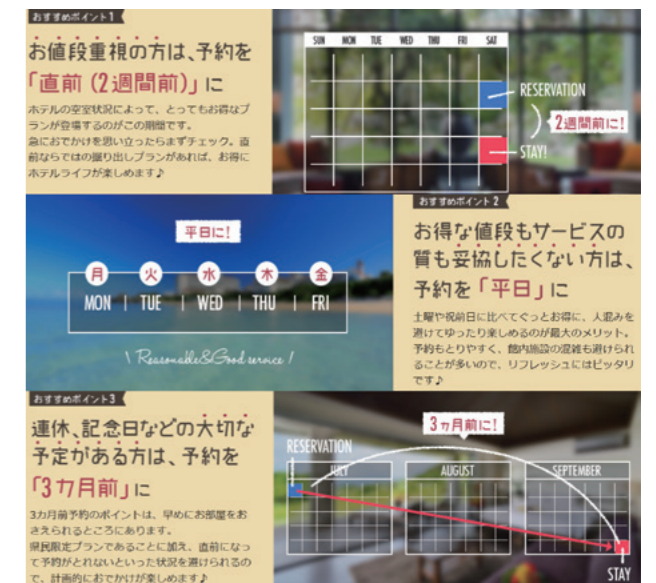 おすすめポイント1
お値段重視の方は、予約を
「直前（2週間前）」に
ホテルの空室状況によって、とってもお得なプ
ランが登場するのがこの期間です。
急におでかけを思い立ったらまずチェック。直
前ならではの掘り出しプランがあれば、お得に
ホテルライフが楽しめます♪
SUN MON TUE WED THU FRI SAT
RESERVATION
2週間前に!
STAY!
平日に!
月 火 水 木 金
MON | TUE | WED | THU | FRI
\ Reasonable&Good service /
おすすめポイント2
お得な値段もサービスの
質も妥協したくない方は、
予約を「平日」に
土曜や祝前日に比べてぐっとお得に、人混みを
避けてゆったり楽しめるのが最大のメリット。
予約もとりやすく、館内施設の混雑も避けられ
ることが多いので、リフレッシュにはピッタリ
です♪
おすすめポイント3
連休、記念日などの大切な
予定がある方は、予約を
「3カ月前」に
3カ月前予約のポイントは、早めにお部屋をお
さえられるところにあります。
県民限定プランであることに加え、直前になっ
て予約がとれないといった状況を避けられるの
で、計画的におでかけが楽しめます♪
3ヵ月前に!
RESERVATION
JULY AUGUST SEPTEMBER
STAY